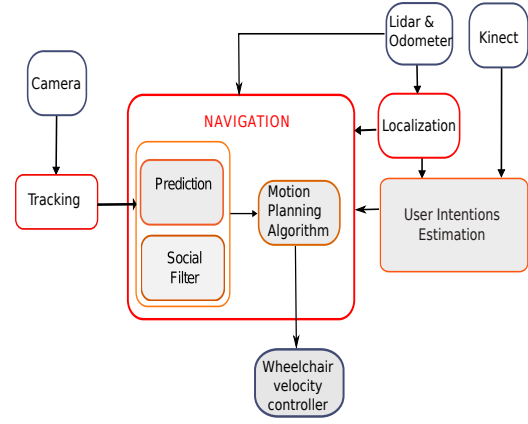 Lidar &
Odometer
Kinect
Camera
NAVIGATION
Localization
Prediction
Tracking
Motion
Planning
Algorithm
User Intentions
Estimation
Social
Filter
Wheelchair
velocity
controller